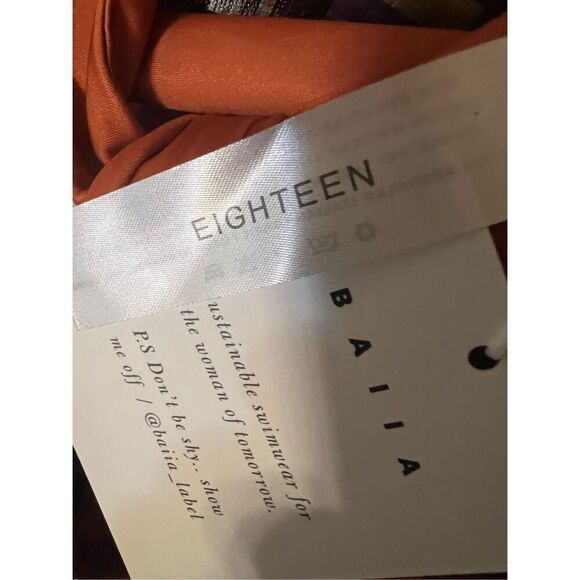 EIGHTEEN
BAIIA
ustainable swimwear for
the woman of tomorrow.
P.S Don't be shy.. show
me off / @baiia_label